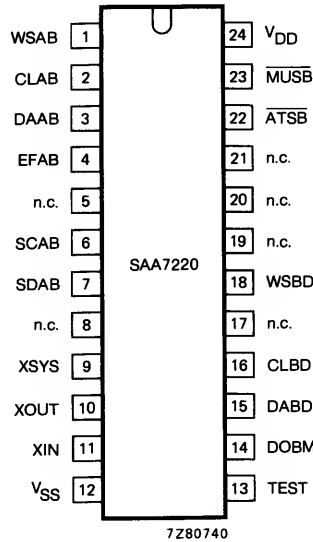 WSAB 1
CLAB 2
DAAB 3
EFAB 4
n.c. 5
SCAB 6
SDAB 7
n.c. 8
XSYS 9
XOUT 10
XIN 11
VSS 12
SAA7220
24 VDD
23 MUSB
22 ATSB
21 n.c.
20 n.c.
19 n.c.
18 WSBD
17 n.c.
16 CLBD
15 DABD
14 DOBM
13 TEST
7Z80740